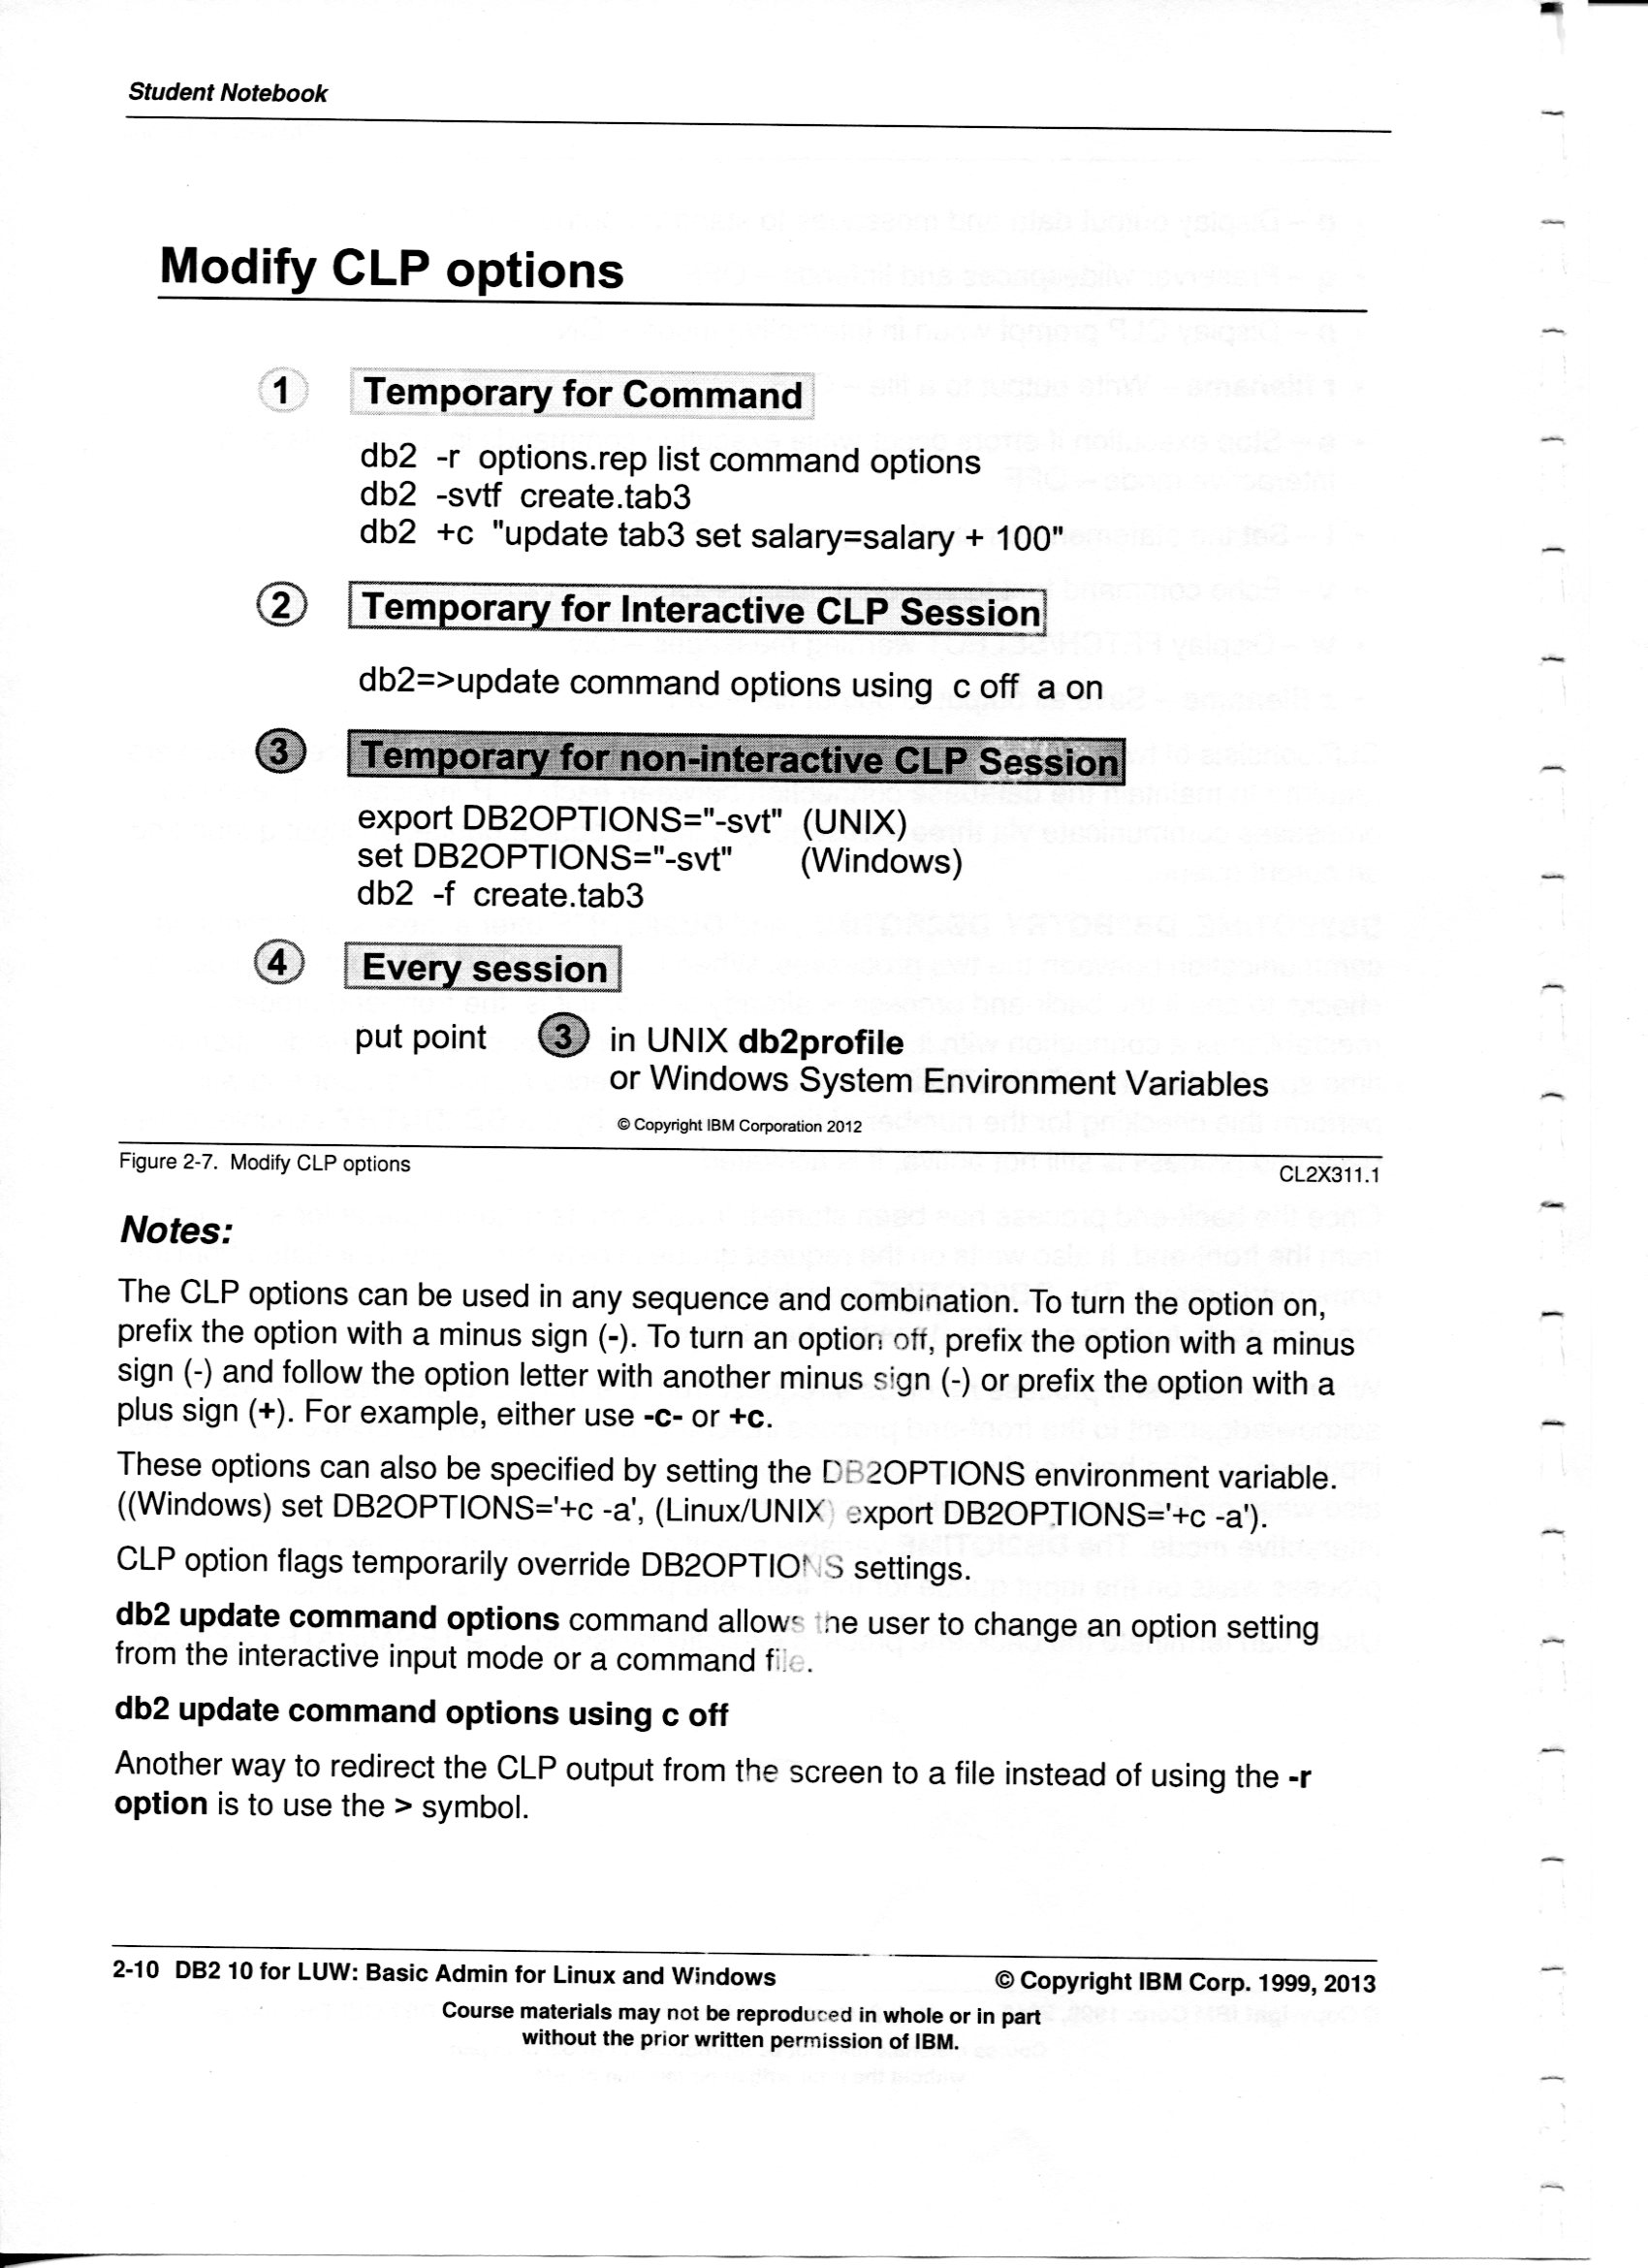 Student Notebook
Modify CLP options
1 Temporary for Command
db2 -r options.rep list command options
db2 -svtf create.tab3
db2 +c "update tab3 set salary=salary + 100"
2 Temporary for Interactive CLP Session
db2=>update command options using c off a on
3 Temporary for non-interactive CLP Session
export DB2OPTIONS="-svt" (UNIX)
set DB2OPTIONS="-svt" (Windows)
db2 -f create.tab3
4 Every session
put point 3 in UNIX db2profile
or Windows System Environment Variables
© Copyright IBM Corporation 2012
Figure 2-7. Modify CLP options CL2X311.1
Notes:
The CLP options can be used in any sequence and combination. To turn the option on,
prefix the option with a minus sign (-). To turn an option off, prefix the option with a minus
sign (-) and follow the option letter with another minus sign (-) or prefix the option with a
plus sign (+). For example, either use -c- or +c.
These options can also be specified by setting the DB2OPTIONS environment variable.
((Windows) set DB2OPTIONS='+c -a', (Linux/UNIX) export DB2OPTIONS='+c -a').
CLP option flags temporarily override DB2OPTIONS settings.
db2 update command options command allows the user to change an option setting
from the interactive input mode or a command file.
db2 update command options using c off
Another way to redirect the CLP output from the screen to a file instead of using the -r
option is to use the > symbol.
2-10 DB2 10 for LUW: Basic Admin for Linux and Windows © Copyright IBM Corp. 1999, 2013
Course materials may not be reproduced in whole or in part
without the prior written permission of IBM.